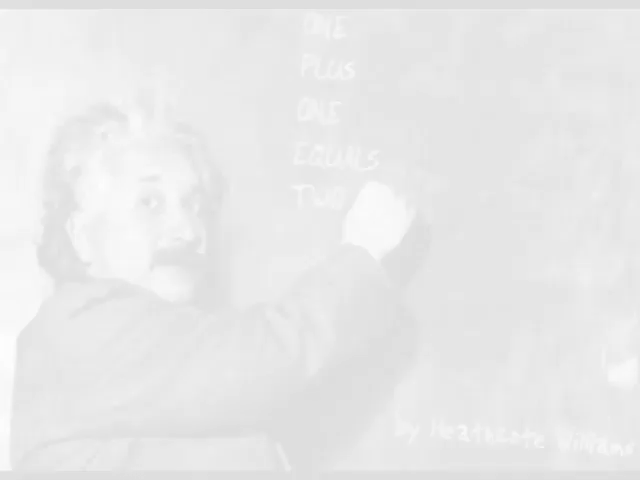 ONE
PLUS
ONE
EQUALS
TWO
by Heathcote Williams